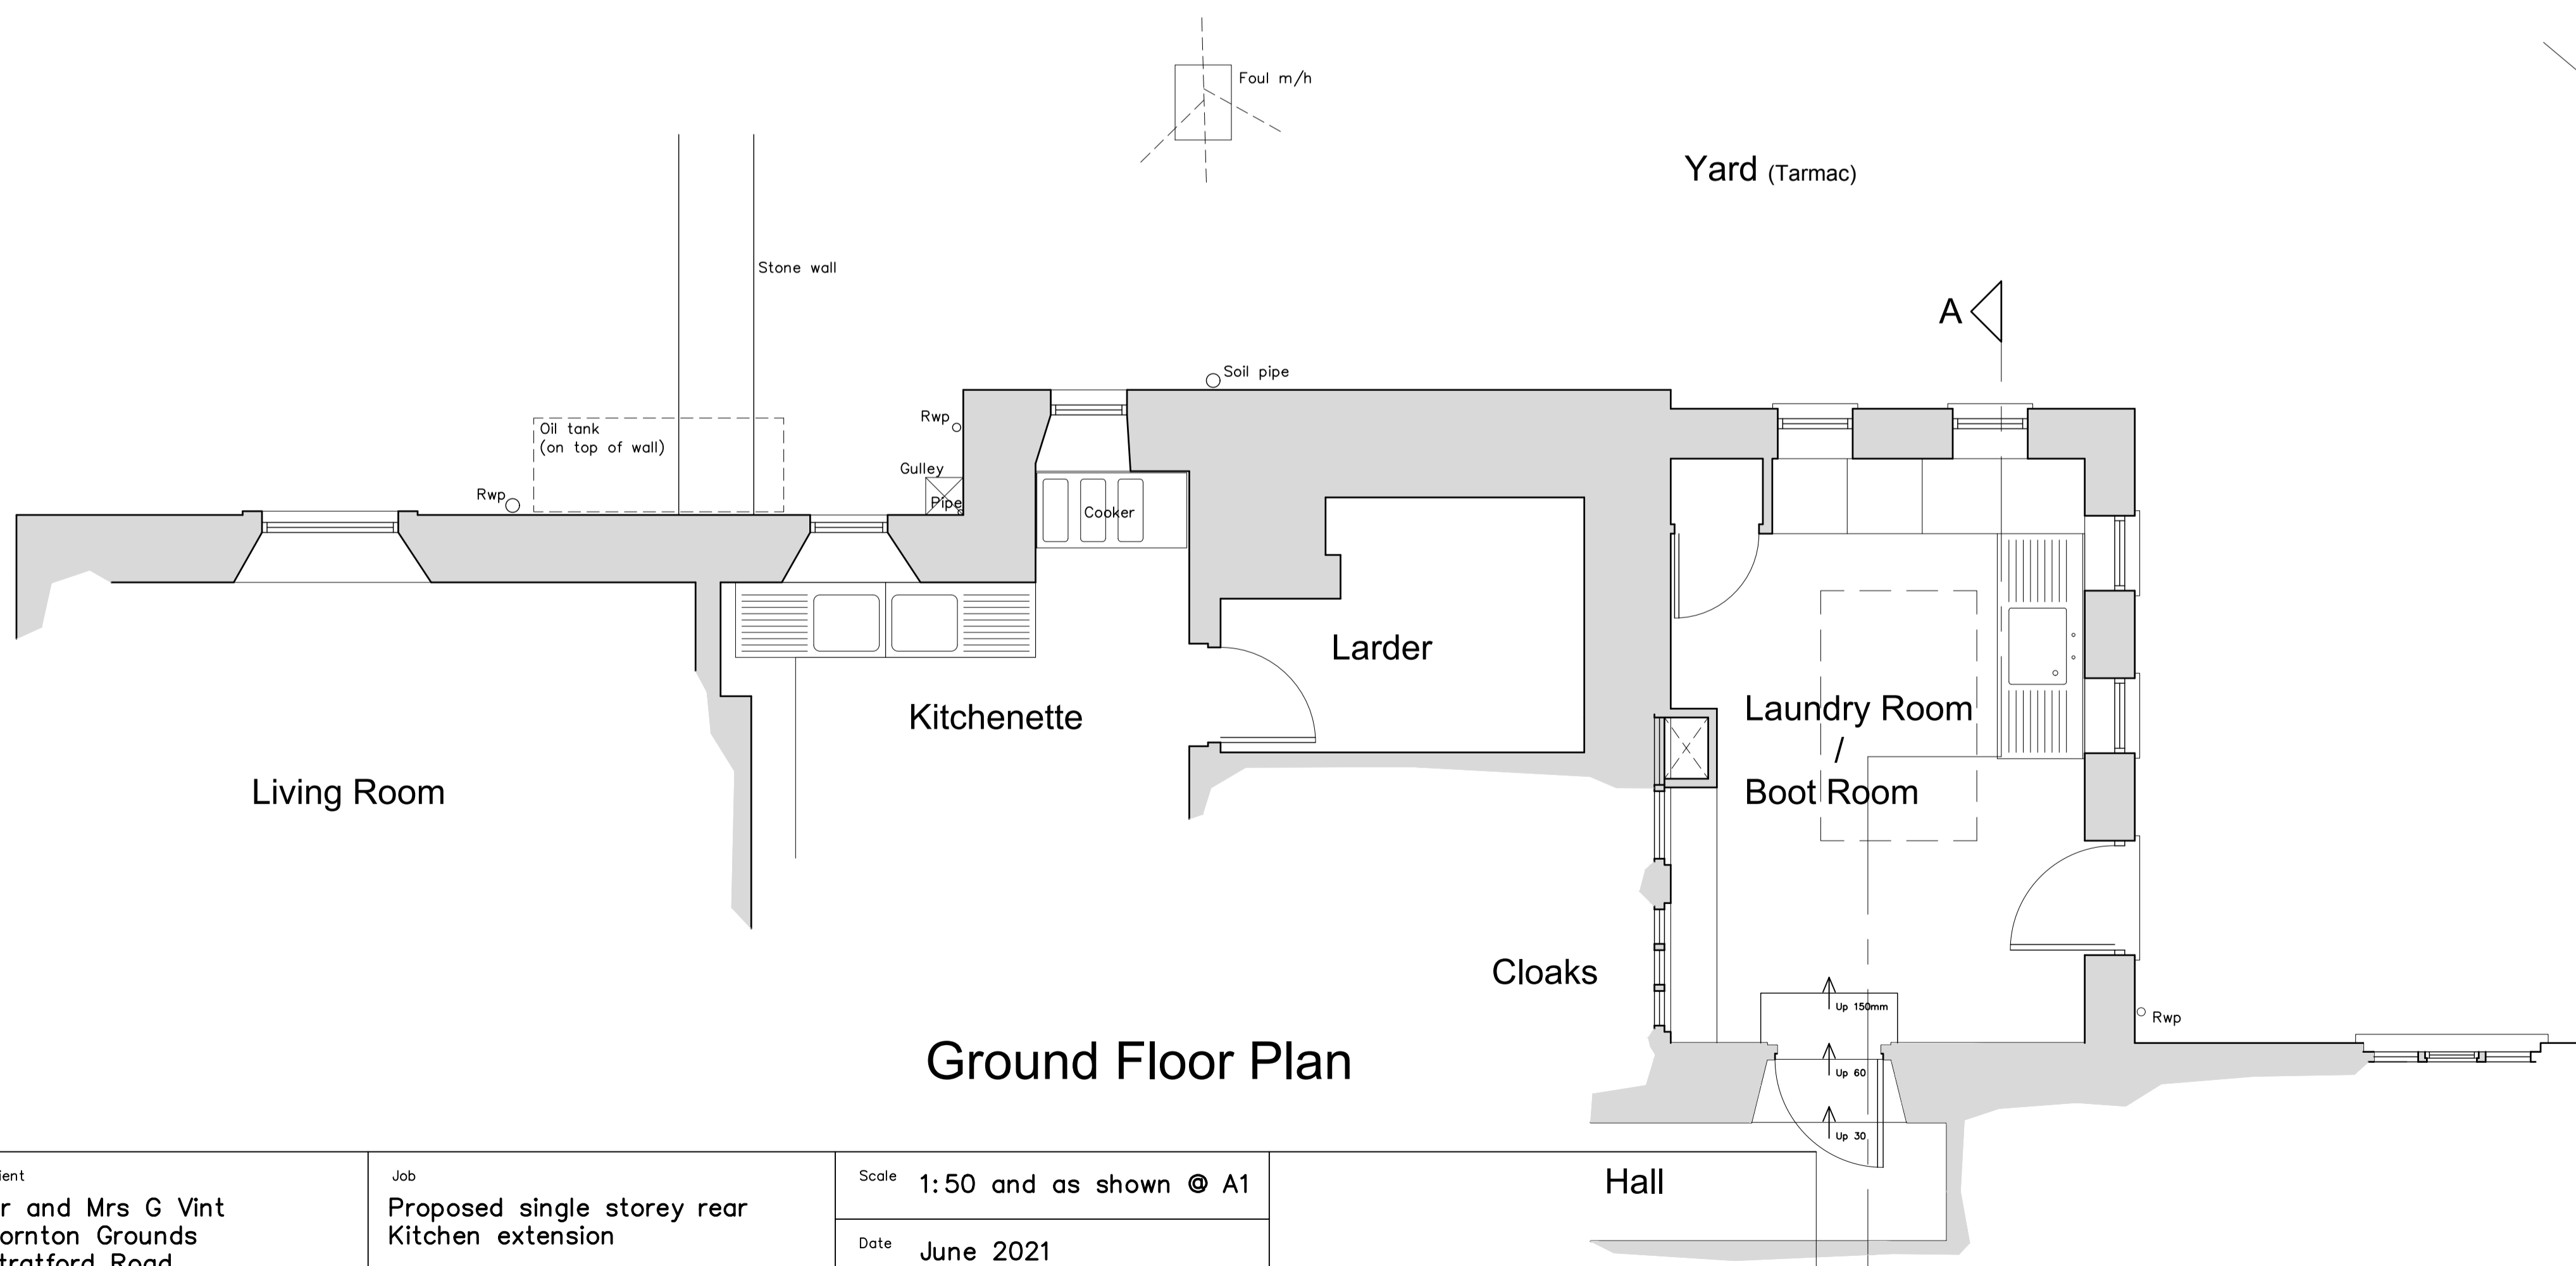 Foul m/h
Yard (Tarmac)
Stone wall
A
Soil pipe
Rwp
Oil tank
(on top of wall)
Gulley
Rwp
Pipe
Cooker
Larder
Kitchenette
Laundry Room
/
Boot Room
Living Room
Cloaks
Up 150mm
Rwp
Ground Floor Plan
Up 60
Up 30
Hall
ient
r and Mrs G Vint
ornton Grounds
tratford Road
Job
Proposed single storey rear
Kitchen extension
Scale 1:50 and as shown @ A1
Date June 2021